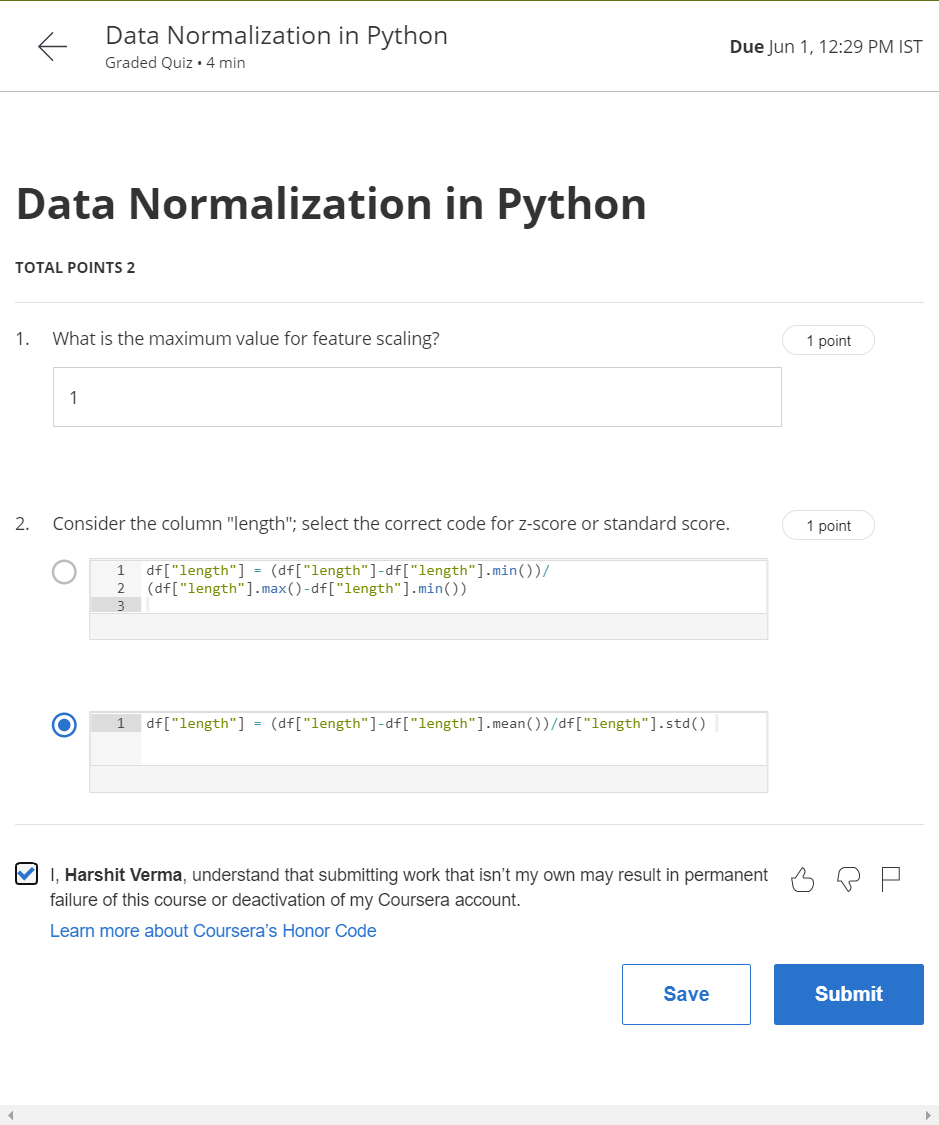 Data Normalization in Python
Graded Quiz • 4 min
Due Jun 1, 12:29 PM IST
Data Normalization in Python
TOTAL POINTS 2
1. What is the maximum value for feature scaling?
1 point
1
2. Consider the column "length"; select the correct code for z-score or standard score.
1 point
1 df["length"] = (df["length"]-df["length"].min())/
2 (df["length"].max()-df["length"].min())
3
1 df["length"] = (df["length"]-df["length"].mean())/df["length"].std()
I, Harshit Verma, understand that submitting work that isn’t my own may result in permanent
failure of this course or deactivation of my Coursera account.
Learn more about Coursera’s Honor Code
Save
Submit